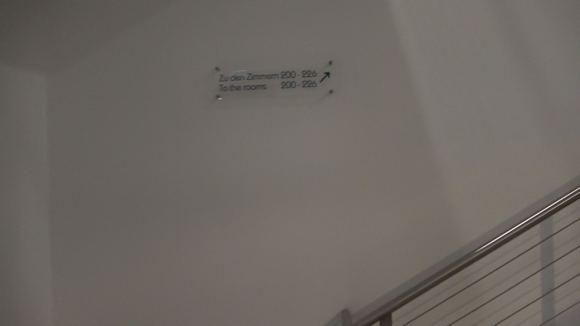 Zu den Zimmern 200 - 226
To the rooms 200 - 226